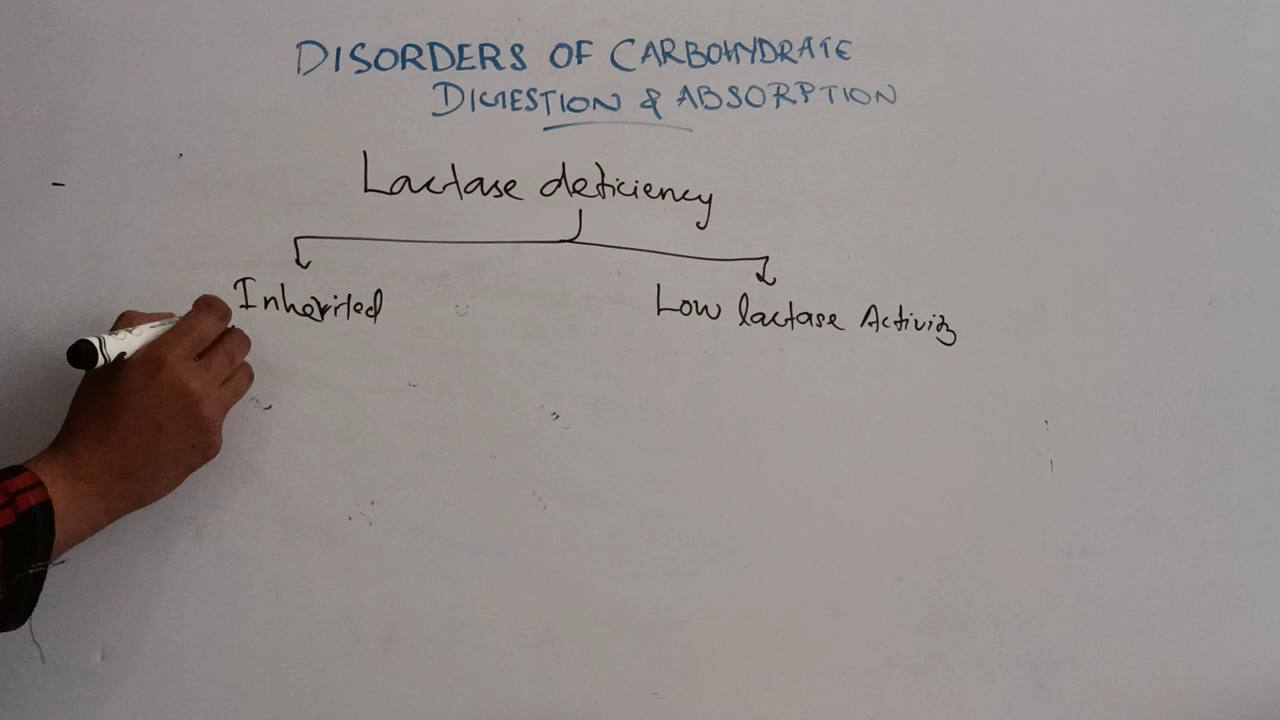 DISORDERS OF CARBOHYDRATE
DIGESTION & ABSORPTION
Lactase deficiency
Inherited
Low lactase Activity